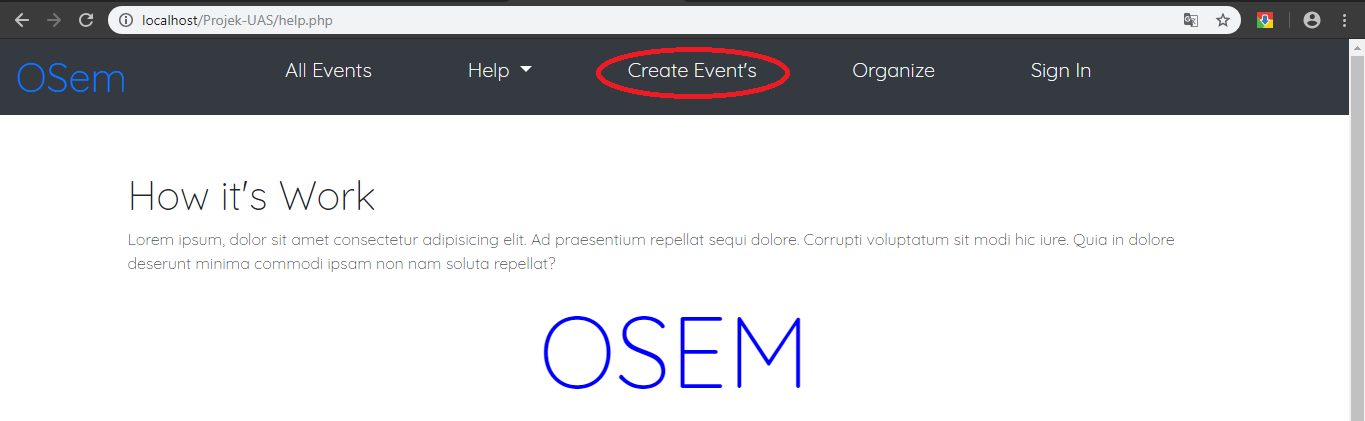 localhost/Projek-UAS/help.php
OSem
All Events
Help
Create Event's
Organize
Sign In
How it's Work
Lorem ipsum, dolor sit amet consectetur adipisicing elit. Ad praesentium repellat sequi dolore. Corrupti voluptatum sit modi hic iure. Quia in dolore
deserunt minima commodi ipsam non nam soluta repellat?
OSEM